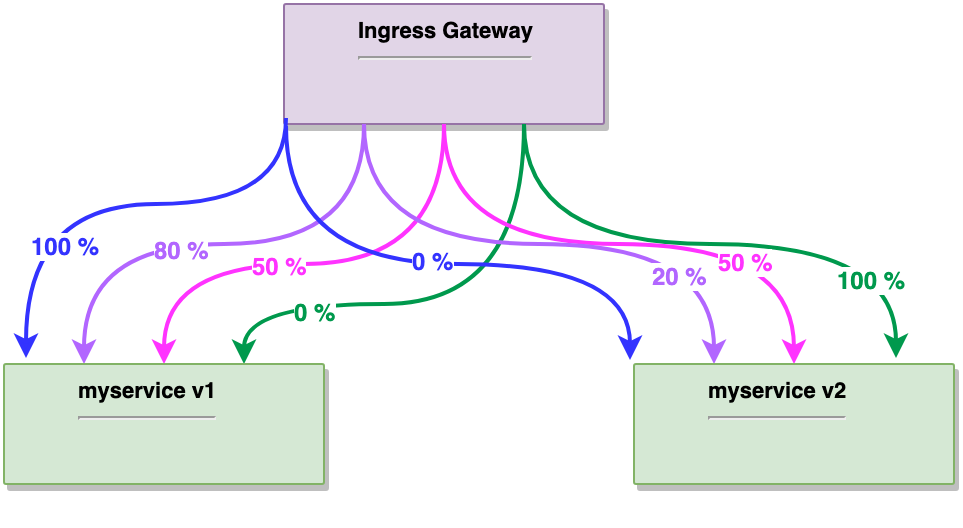 Ingress Gateway
100 %
80 %
50 %
0 %
0 %
20 %
50 %
100 %
myservice v1
myservice v2